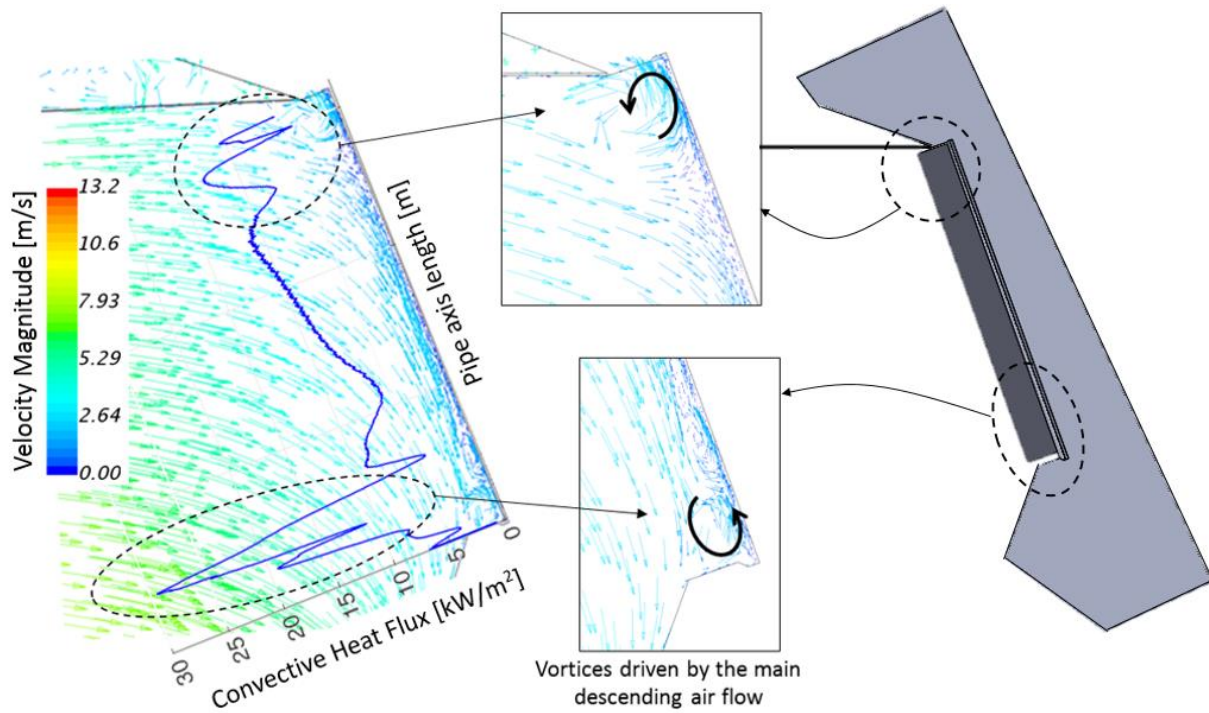 Velocity Magnitude [m/s]
13.2
10.6
7.93
5.29
2.64
0.00
Pipe axis length [m]
0
5
10
15
20
25
30
Convective Heat Flux [kW/m²]
Vortices driven by the main
descending air flow